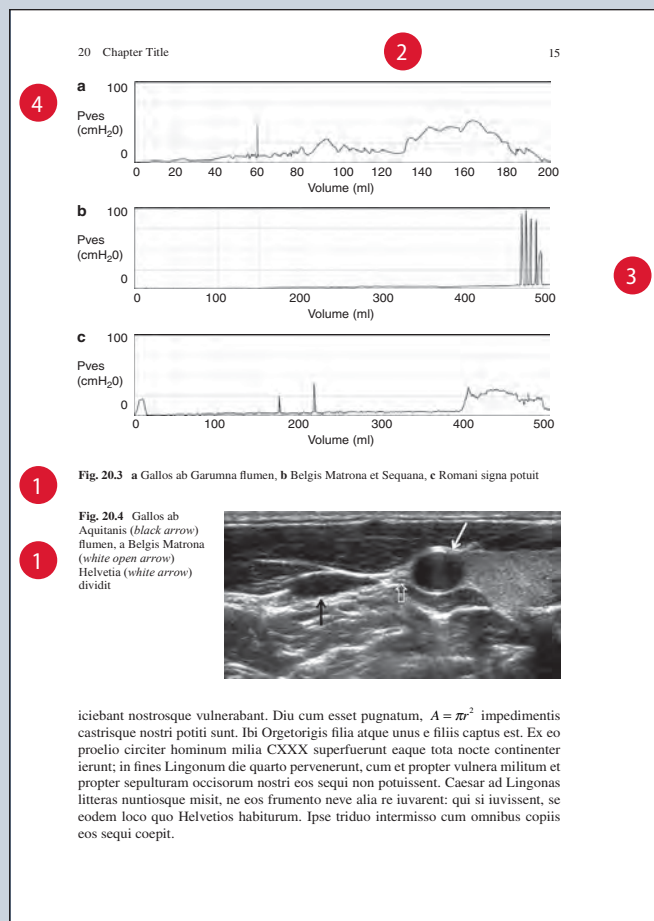 20 Chapter Title 2 15
4
a 100
Pves
(cmH₂0)
0
0 20 40 60 80 100 120 140 160 180 200
Volume (ml)
b 100
Pves
(cmH₂0)
0
0 100 200 300 400 500
Volume (ml)
3
c 100
Pves
(cmH₂0)
0
0 100 200 300 400 500
Volume (ml)
1
Fig. 20.3 a Gallos ab Garumna flumen, b Belgis Matrona et Sequana, c Romani signa potuit
1
Fig. 20.4 Gallos ab
Aquitanis (black arrow)
flumen, a Belgis Matrona
(white open arrow)
Helvetia (white arrow)
dividit
iciebant nostrosque vulnerabant. Diu cum esset pugnatum, A = πr² impedimentis
castrisque nostri potiti sunt. Ibi Orgetorigis filia atque unus e filiis captus est. Ex eo
proelio circiter hominum milia CXXX superfuerunt eaque tota nocte continenter
ierunt; in fines Lingonum die quarto pervenerunt, cum et propter vulnera militum et
propter sepulturam occisorum nostri eos sequi non potuissent. Caesar ad Lingonas
litteras nuntiosque misit, ne eos frumento neve alia re iuvarent: qui si iuvissent, se
eodem loco quo Helvetios habiturum. Ipse triduo intermisso cum omnibus copiis
eos sequi coepit.